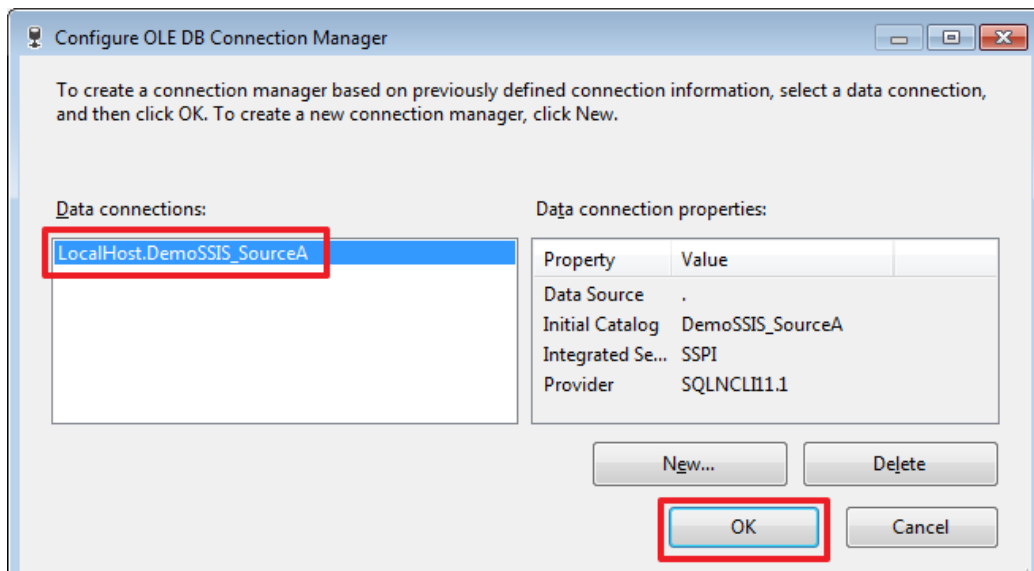 Configure OLE DB Connection Manager
To create a connection manager based on previously defined connection information, select a data connection,
and then click OK. To create a new connection manager, click New.
Data connections:
LocalHost.DemoSSIS_SourceA
Data connection properties:
Property Value
Data Source .
Initial Catalog DemoSSIS_SourceA
Integrated Se... SSPI
Provider SQLNCLI11.1
New...
Delete
OK
Cancel